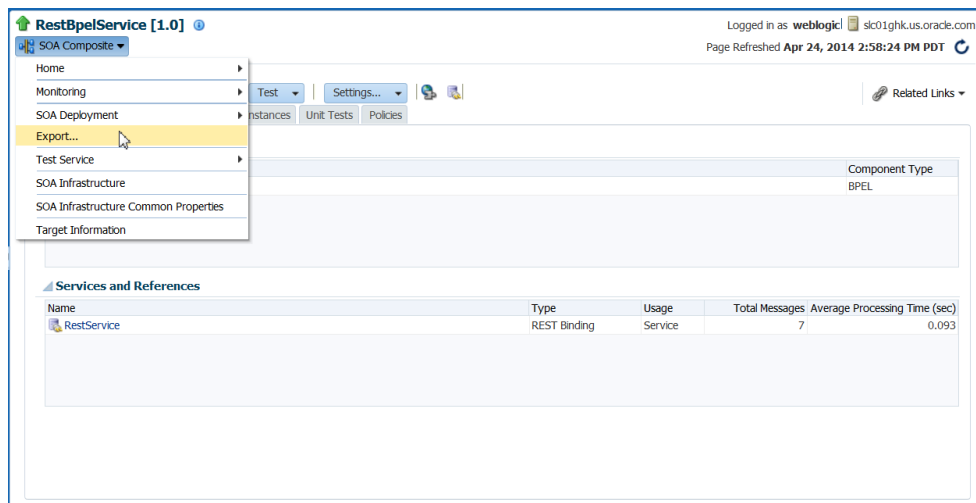 RestBpelService [1.0]
Logged in as weblogic slc01ghk.us.oracle.com
SOA Composite
Page Refreshed Apr 24, 2014 2:58:24 PM PDT
Home
Monitoring
Test Settings... Related Links
SOA Deployment
nstances Unit Tests Policies
Export...
Test Service
Component Type
SOA Infrastructure
BPEL
SOA Infrastructure Common Properties
Target Information
Services and References
Name Type Usage Total Messages Average Processing Time (sec)
RestService REST Binding Service 7 0.093